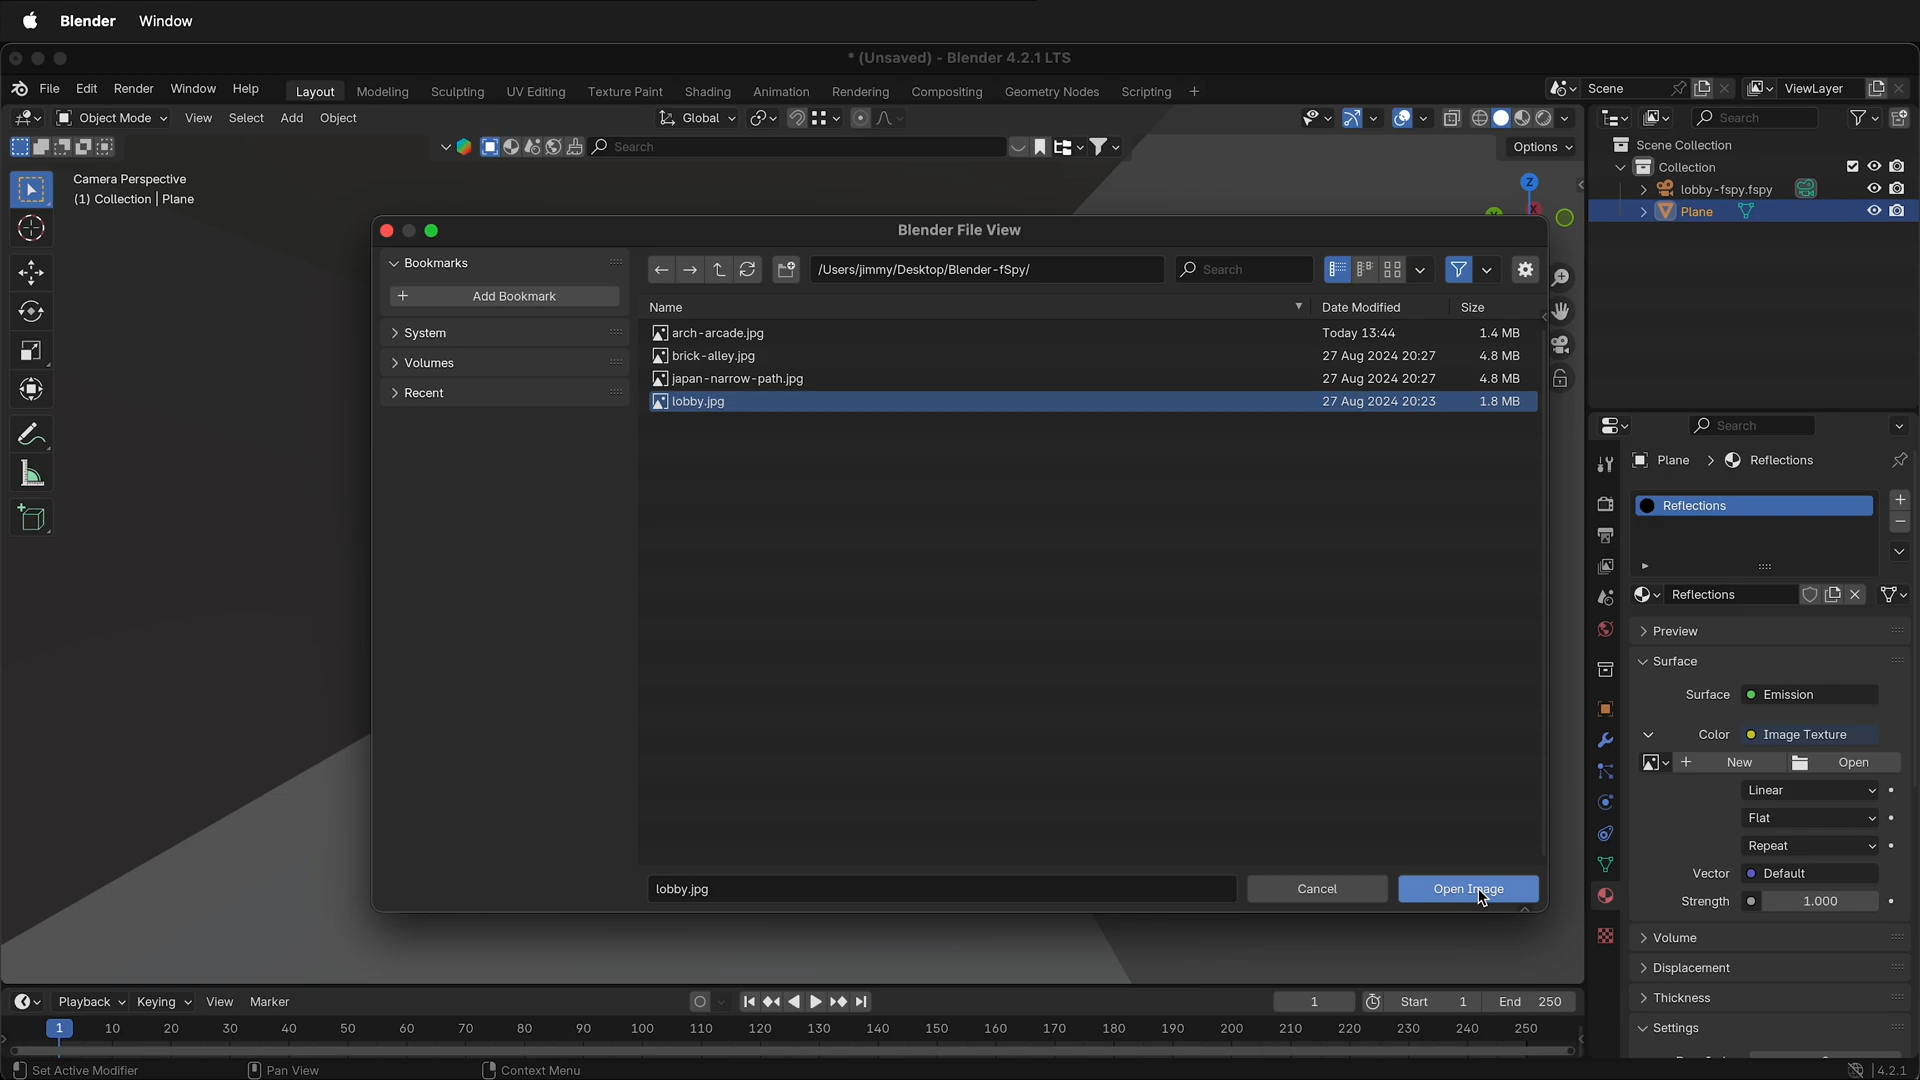 Blender Window
* (Unsaved) - Blender 4.2.1 LTS
File Edit Render Window Help Layout Modeling Sculpting UV Editing Texture Paint Shading Animation Rendering Compositing Geometry Nodes Scripting + Scene ViewLayer
Object Mode View Select Add Object Global Search
Search Options Scene Collection
Collection
Camera Perspective
(1) Collection | Plane
lobby-fspy.fspy
Plane
Z
X
Blender File View
Bookmarks /Users/jimmy/Desktop/Blender-fSpy/ Search
+ Add Bookmark
Name Date Modified Size
System
arch-arcade.jpg Today 13:44 1.4 MB
Volumes
brick-alley.jpg 27 Aug 2024 20:27 4.8 MB
japan-narrow-path.jpg 27 Aug 2024 20:27 4.8 MB
Recent
lobby.jpg 27 Aug 2024 20:23 1.8 MB
lobby.jpg Cancel Open Image
Search
Plane > Reflections
Reflections
Reflections
Preview
Surface
Surface Emission
Color Image Texture
+ New Open
Linear
Flat
Repeat
Vector Default
Strength 1.000
Volume
Displacement
Thickness
Settings
Playback Keying View Marker 1 Start 1 End 250
1 10 20 30 40 50 60 70 80 90 100 110 120 130 140 150 160 170 180 190 200 210 220 230 240 250
Set Active Modifier Pan View Context Menu 4.2.1